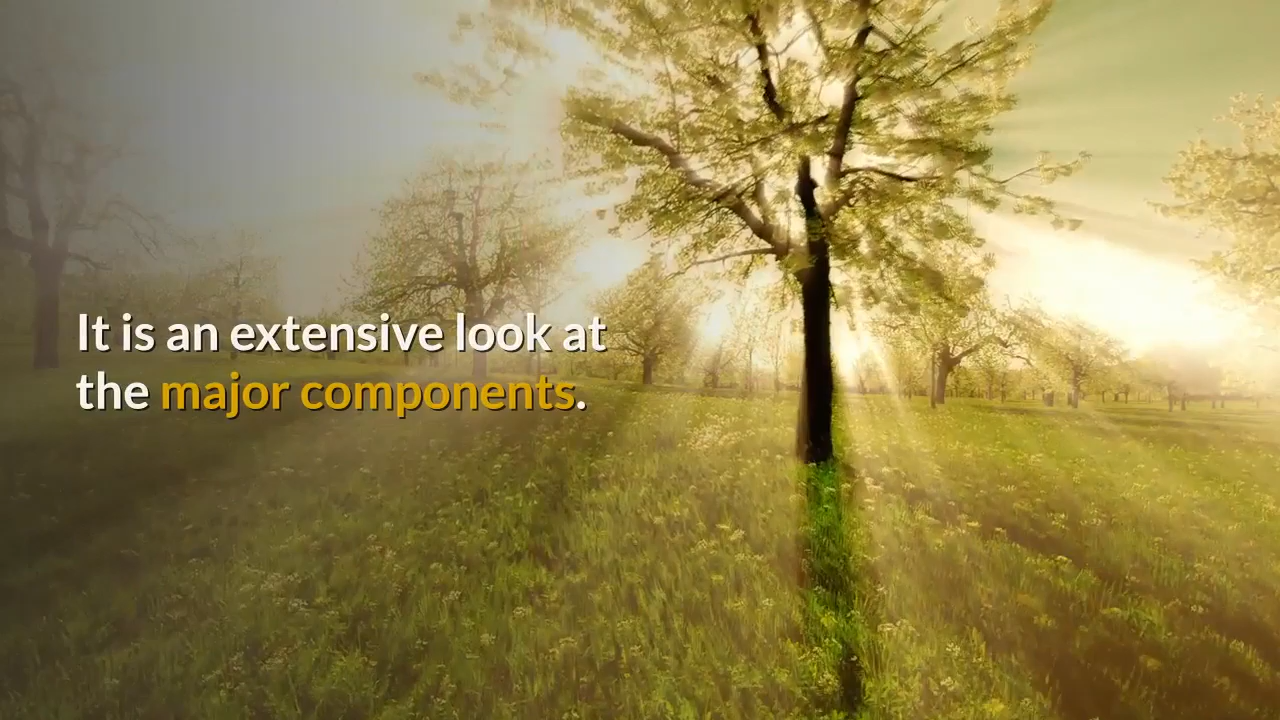 It is an extensive look at
the major components.